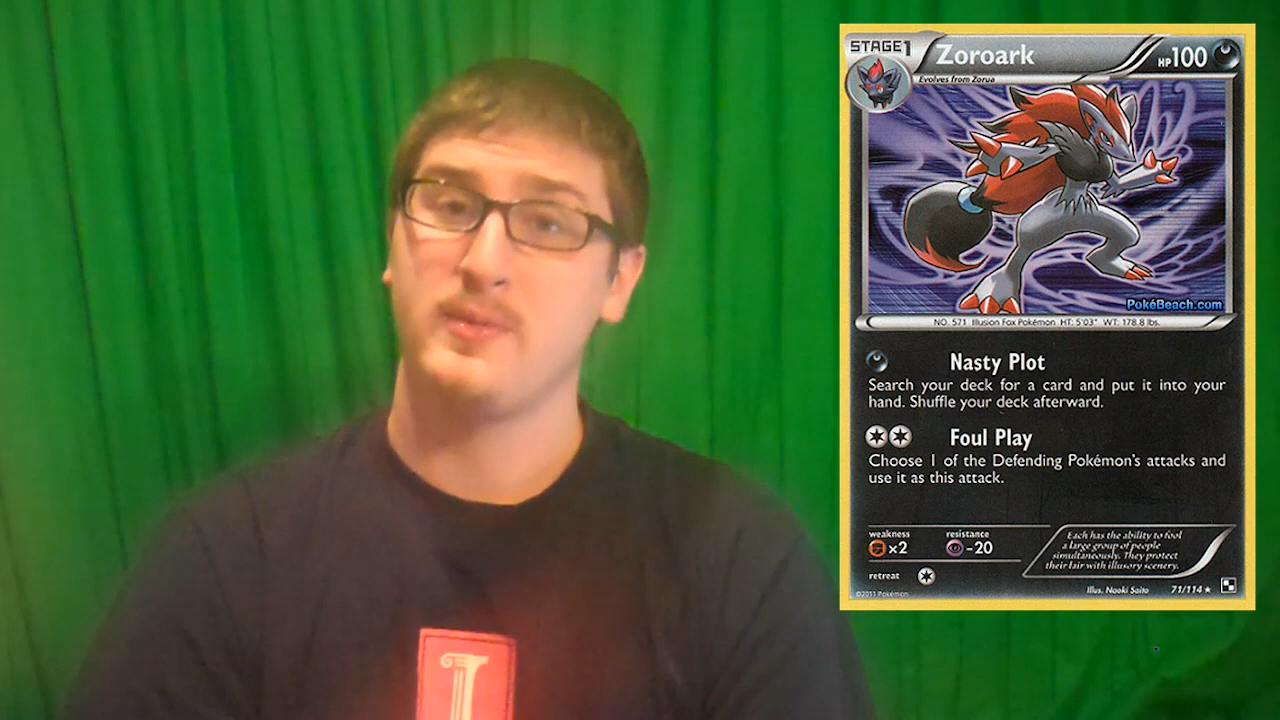 STAGE1
Zoroark
HP100
Evolves from Zorua
PokéBeach.com
NO. 571 Illusion Fox Pokémon HT: 5'03" WT: 178.8 lbs.
Nasty Plot
Search your deck for a card and put it into your
hand. Shuffle your deck afterward.
Foul Play
Choose 1 of the Defending Pokémon's attacks and
use it as this attack.
weakness
×2
resistance
-20
retreat
Each has the ability to fool
a large group of people
simultaneously. They protect
their lair with illusory scenery.
©2011 Pokémon
Illus. Naoki Saito
71/114
I